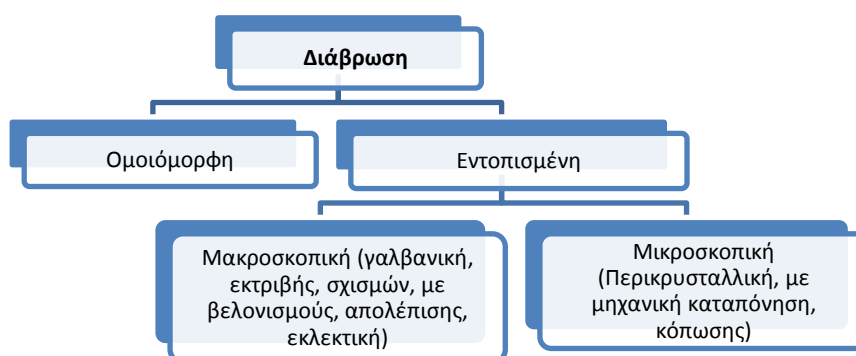 Διάβρωση
Ομοιόμορφη
Εντοπισμένη
Μακροσκοπική (γαλβανική,
εκτριβής, σχισμών, με
βελονισμούς, απολέπισης,
εκλεκτική)
Μικροσκοπική
(Περικρυσταλλική, με
μηχανική καταπόνηση,
κόπωσης)